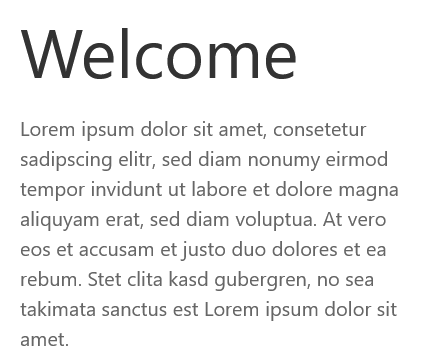 Welcome
Lorem ipsum dolor sit amet, consetetur
sadipscing elitr, sed diam nonumy eirmod
tempor invidunt ut labore et dolore magna
aliquyam erat, sed diam voluptua. At vero
eos et accusam et justo duo dolores et ea
rebum. Stet clita kasd gubergren, no sea
takimata sanctus est Lorem ipsum dolor sit
amet.